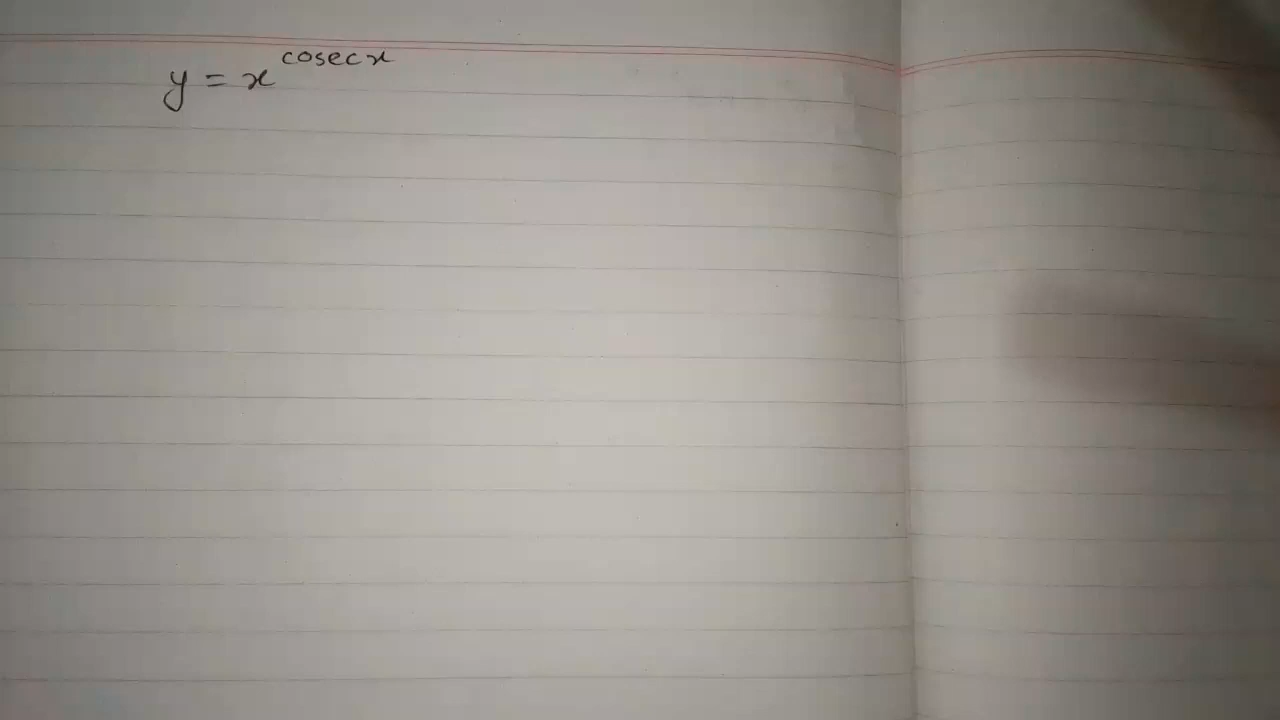 y = x^cosec x